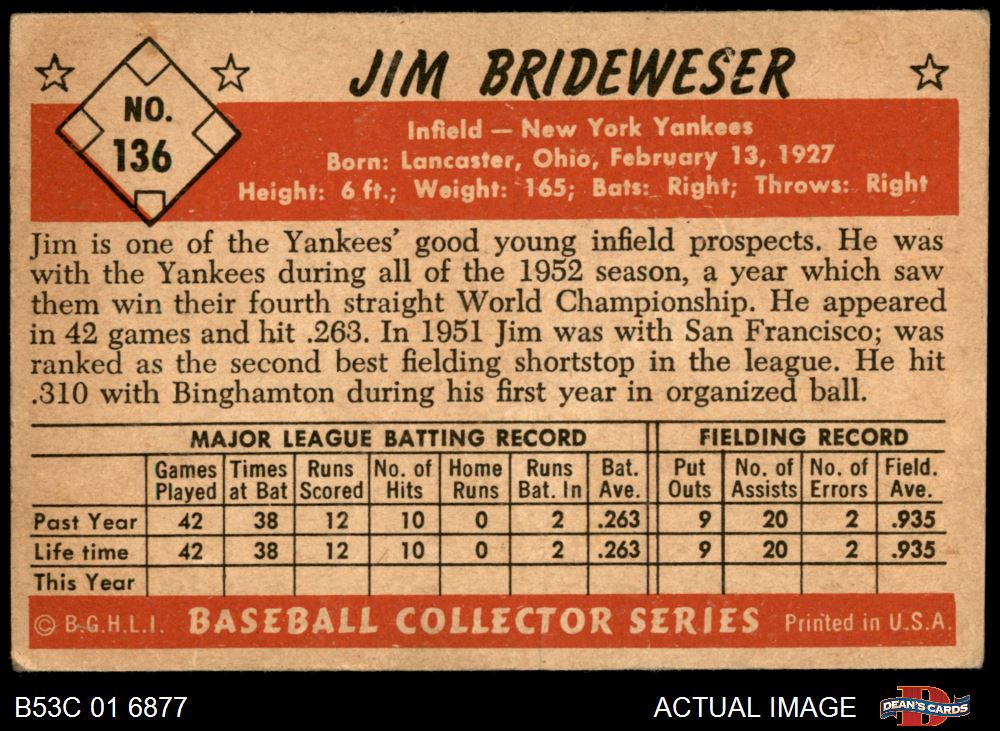 NO.
136
JIM BRIDEWESER
Infield — New York Yankees
Born: Lancaster, Ohio, February 13, 1927
Height: 6 ft.; Weight: 165; Bats: Right; Throws: Right
Jim is one of the Yankees' good young infield prospects. He was
with the Yankees during all of the 1952 season, a year which saw
them win their fourth straight World Championship. He appeared
in 42 games and hit .263. In 1951 Jim was with San Francisco; was
ranked as the second best fielding shortstop in the league. He hit
.310 with Binghamton during his first year in organized ball.
MAJOR LEAGUE BATTING RECORD FIELDING RECORD
Games Times Runs No. of Home Runs Bat. Put No. of No. of Field.
Played at Bat Scored Hits Runs Bat. In Ave. Outs Assists Errors Ave.
Past Year 42 38 12 10 0 2 .263 9 20 2 .935
Life time 42 38 12 10 0 2 .263 9 20 2 .935
This Year
© B.G.H.L.I. BASEBALL COLLECTOR SERIES Printed in U.S.A.
B53C 01 6877 ACTUAL IMAGE D DEAN'S CARDS